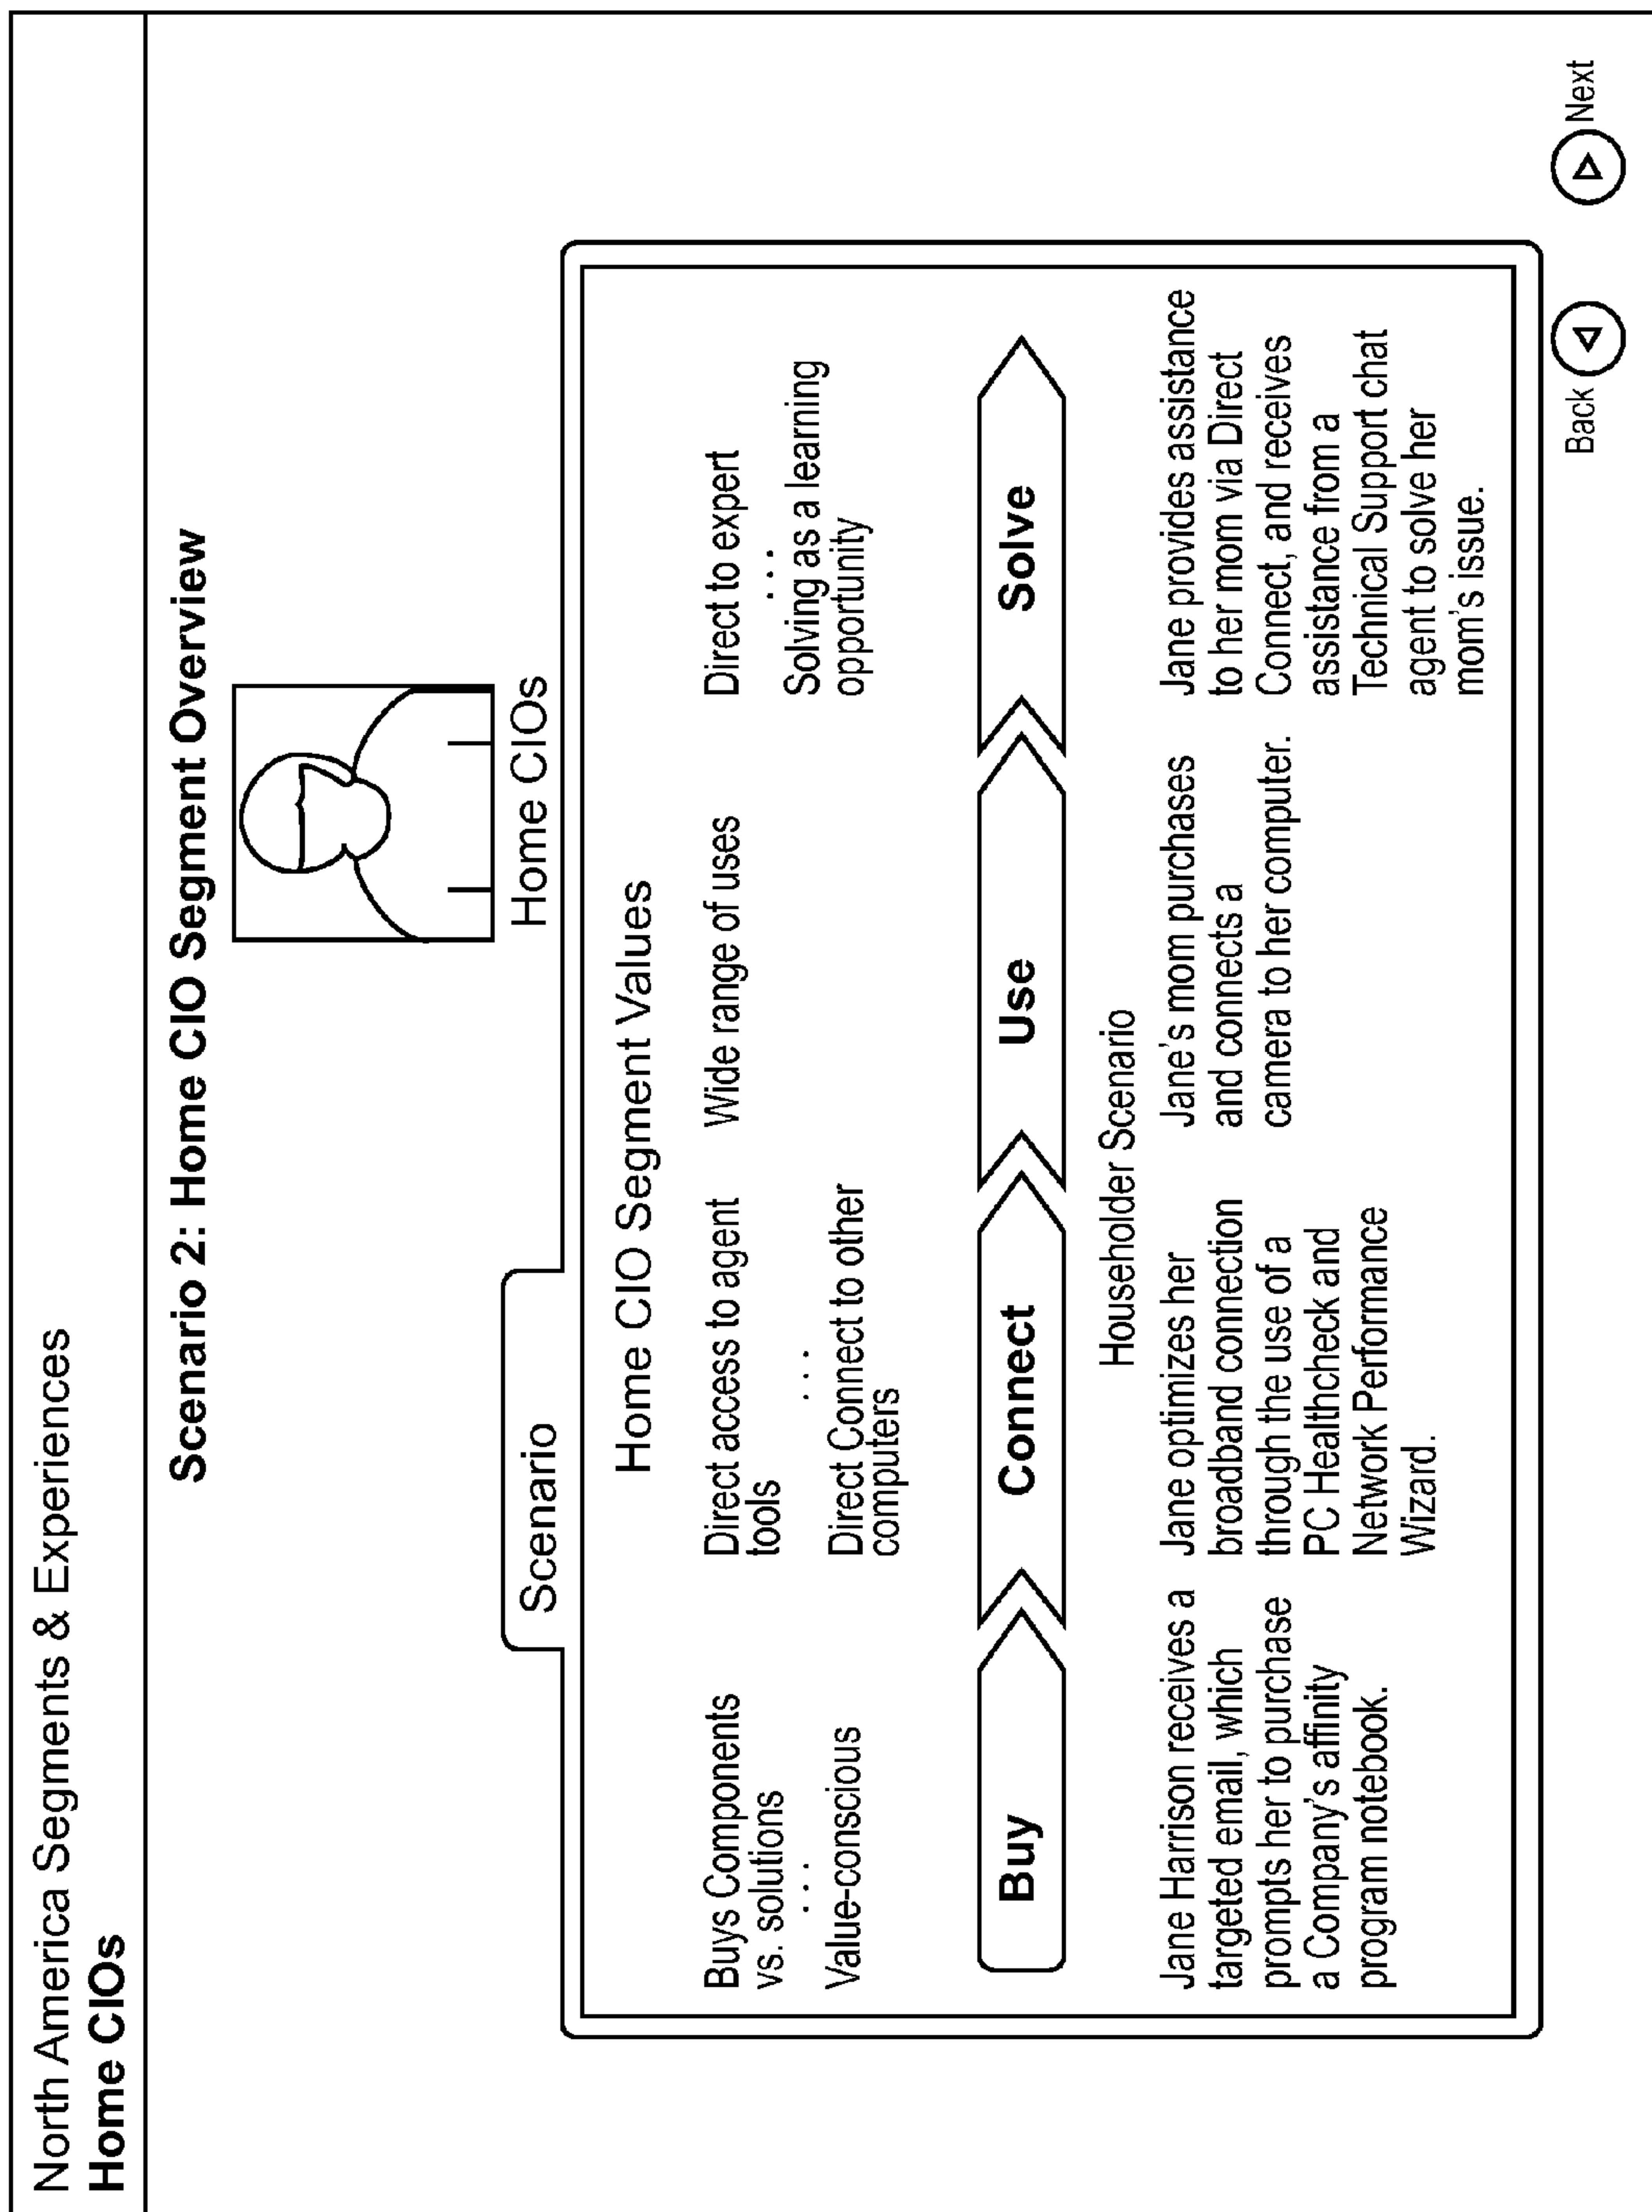 North America Segments & Experiences
Home CIOs
Scenario 2: Home CIO Segment Overview
Home CIOs
Scenario
Home CIO Segment Values
Buys Components
vs. solutions
. . .
Value-conscious
Direct access to agent
tools
. . .
Direct Connect to other
computers
Wide range of uses
Direct to expert
. . .
Solving as a learning
opportunity
Buy
Connect
Use
Solve
Householder Scenario
Jane Harrison receives a
targeted email, which
prompts her to purchase
a Company's affinity
program notebook.
Jane optimizes her
broadband connection
through the use of a
PC Healthcheck and
Network Performance
Wizard.
Jane's mom purchases
and connects a
camera to her computer.
Jane provides assistance
to her mom via Direct
Connect, and receives
assistance from a
Technical Support chat
agent to solve her
mom's issue.
Back
Next